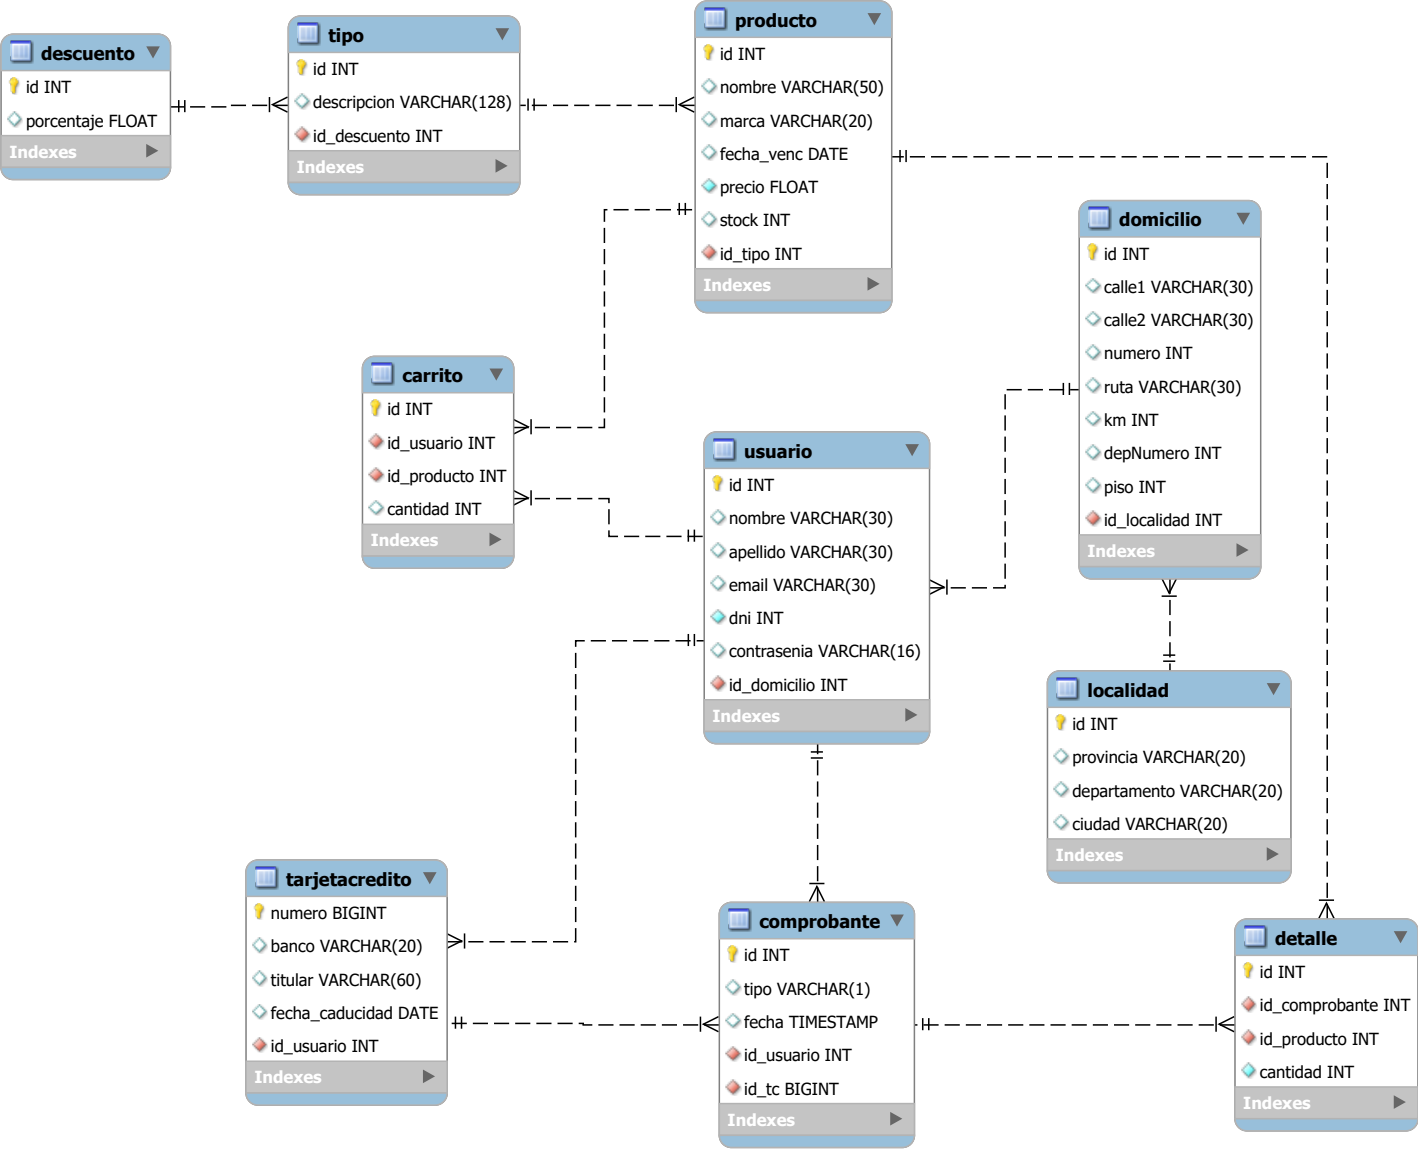 descuento
id INT
porcentaje FLOAT
Indexes
tipo
id INT
descripcion VARCHAR(128)
id_descuento INT
Indexes
producto
id INT
nombre VARCHAR(50)
marca VARCHAR(20)
fecha_venc DATE
precio FLOAT
stock INT
id_tipo INT
Indexes
domicilio
id INT
calle1 VARCHAR(30)
calle2 VARCHAR(30)
numero INT
ruta VARCHAR(30)
km INT
depNumero INT
piso INT
id_localidad INT
Indexes
carrito
id INT
id_usuario INT
id_producto INT
cantidad INT
Indexes
usuario
id INT
nombre VARCHAR(30)
apellido VARCHAR(30)
email VARCHAR(30)
dni INT
contrasenia VARCHAR(16)
id_domicilio INT
Indexes
localidad
id INT
provincia VARCHAR(20)
departamento VARCHAR(20)
ciudad VARCHAR(20)
Indexes
tarjetacredito
numero BIGINT
banco VARCHAR(20)
titular VARCHAR(60)
fecha_caducidad DATE
id_usuario INT
Indexes
comprobante
id INT
tipo VARCHAR(1)
fecha TIMESTAMP
id_usuario INT
id_tc BIGINT
Indexes
detalle
id INT
id_comprobante INT
id_producto INT
cantidad INT
Indexes